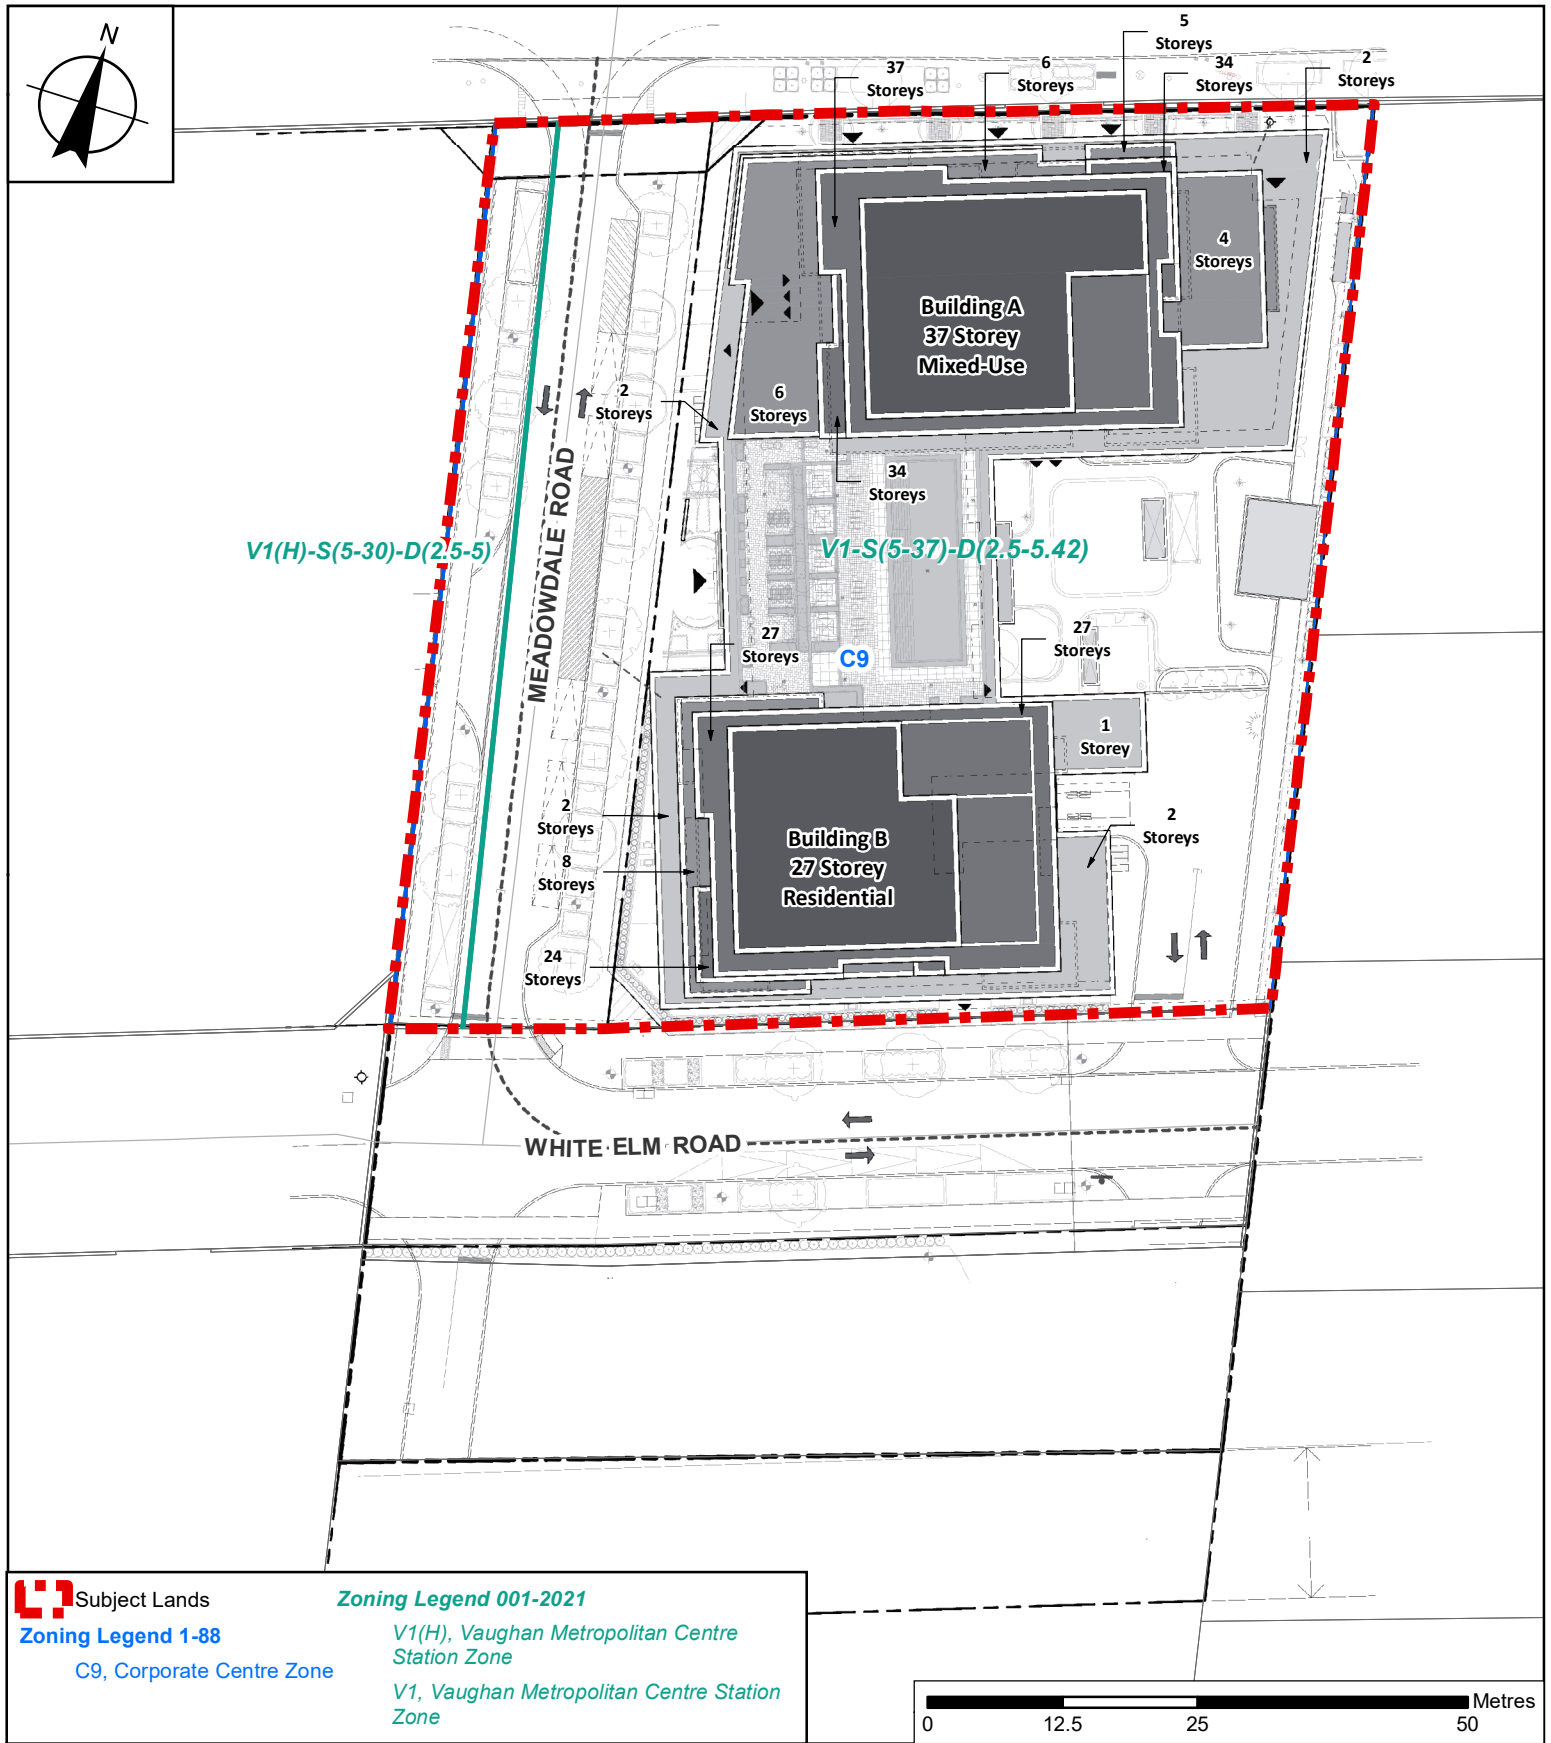 N
5
Storeys
37
Storeys
6
Storeys
34
Storeys
2
Storeys
4
Storeys
Building A
37 Storey
Mixed-Use
2
Storeys
6
Storeys
34
Storeys
MEADOWDALE ROAD
V1(H)-S(5-30)-D(2.5-5)
V1-S(5-37)-D(2.5-5.42)
27
Storeys
C9
27
Storeys
1
Storey
2
Storeys
2
Storeys
Building B
27 Storey
Residential
8
Storeys
24
Storeys
WHITE ELM ROAD
Subject Lands
Zoning Legend 1-88
C9, Corporate Centre Zone
Zoning Legend 001-2021
V1(H), Vaughan Metropolitan Centre
Station Zone
V1, Vaughan Metropolitan Centre Station
Zone
Metres
0 12.5 25 50